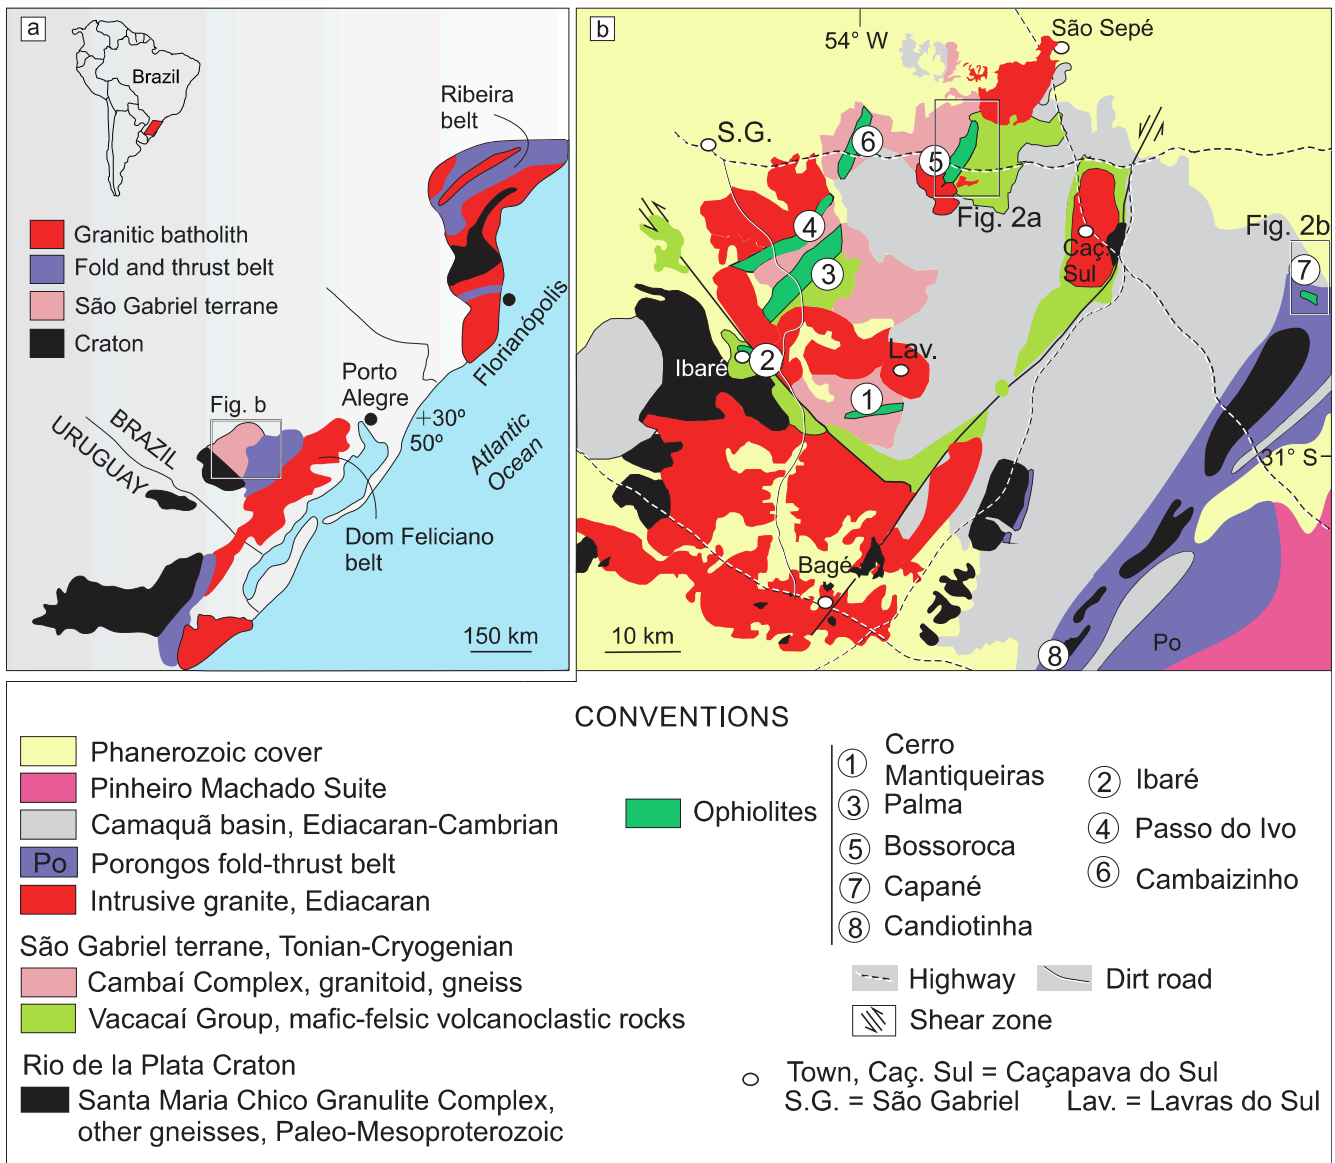 a
Brazil
Ribeira
belt
Granitic batholith
Fold and thrust belt
São Gabriel terrane
Craton
Florianópolis
Porto
Alegre
Fig. b
+30º
50º
Atlantic
Ocean
BRAZIL
URUGUAY
Dom Feliciano
belt
150 km
b
54° W
São Sepé
S.G.
6
5
Fig. 2a
4
Fig. 2b
Caç.
Sul
3
7
Ibaré
2
Lav.
1
31° S
Bagé
10 km
8
Po
CONVENTIONS
Phanerozoic cover
Pinheiro Machado Suite
Camaquã basin, Ediacaran-Cambrian
Po Porongos fold-thrust belt
Intrusive granite, Ediacaran
São Gabriel terrane, Tonian-Cryogenian
Cambaí Complex, granitoid, gneiss
Vacacaí Group, mafic-felsic volcanoclastic rocks
Rio de la Plata Craton
Santa Maria Chico Granulite Complex,
other gneisses, Paleo-Mesoproterozoic
Ophiolites
1 Cerro
Mantiqueiras
3 Palma
5 Bossoroca
7 Capané
8 Candiotinha
2 Ibaré
4 Passo do Ivo
6 Cambaizinho
Highway
Dirt road
Shear zone
Town, Caç. Sul = Caçapava do Sul
S.G. = São Gabriel Lav. = Lavras do Sul